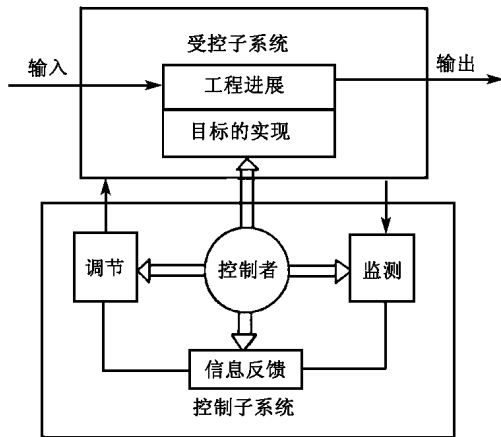 受控子系统
输入
工程进展
输出
目标的实现
调节
控制者
监测
信息反馈
控制子系统